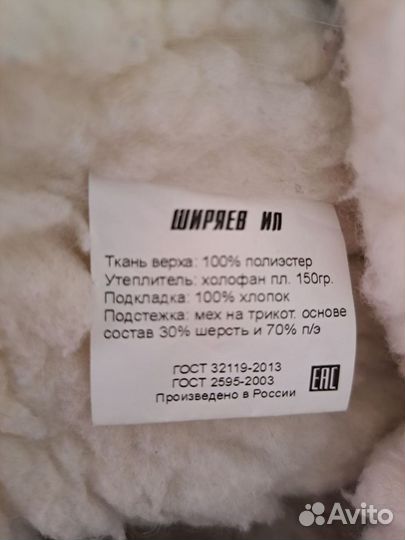 ШИРЯЕВ ИП
Ткань верха: 100% полиэстер
Утеплитель: холофан пл. 150гр.
Подкладка: 100% хлопок
Подстежка: мех на трикот. основе
состав 30% шерсть и 70% п/э
ГОСТ 32119-2013
ГОСТ 2595-2003
Произведено в России
EAC
Avito